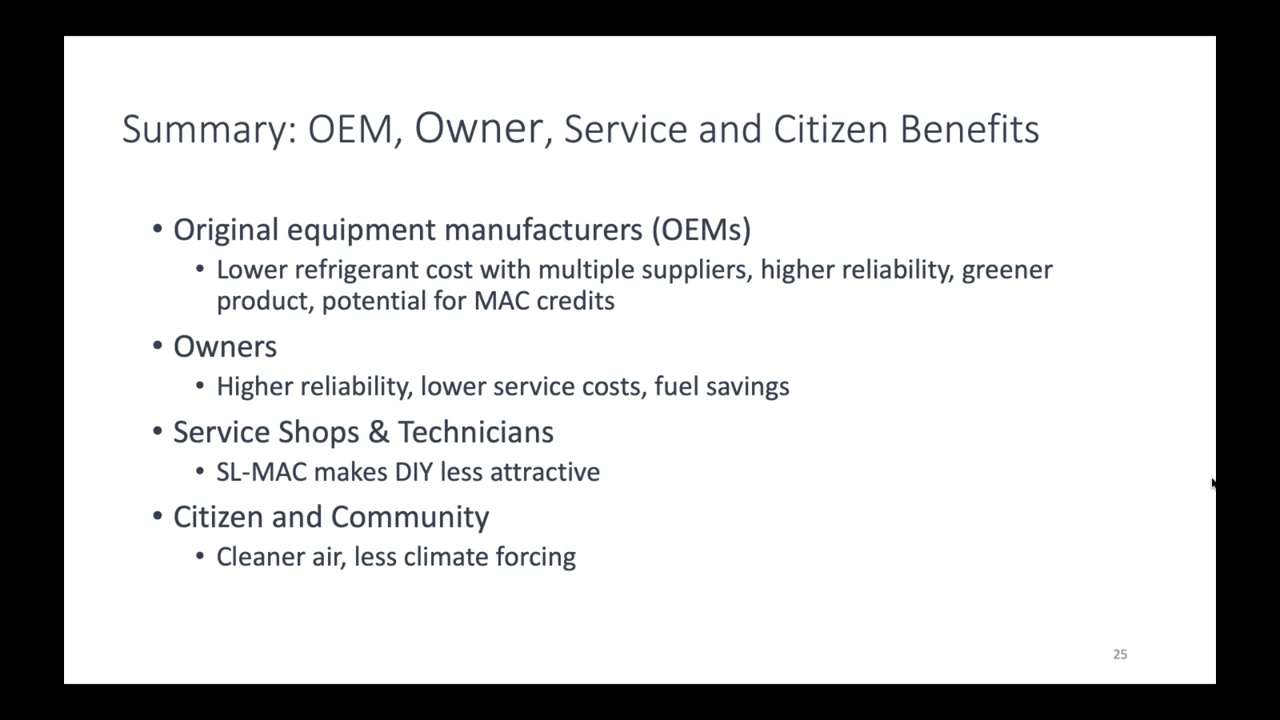 Summary: OEM, Owner, Service and Citizen Benefits
• Original equipment manufacturers (OEMs)
• Lower refrigerant cost with multiple suppliers, higher reliability, greener
product, potential for MAC credits
• Owners
• Higher reliability, lower service costs, fuel savings
• Service Shops & Technicians
• SL-MAC makes DIY less attractive
• Citizen and Community
• Cleaner air, less climate forcing
25